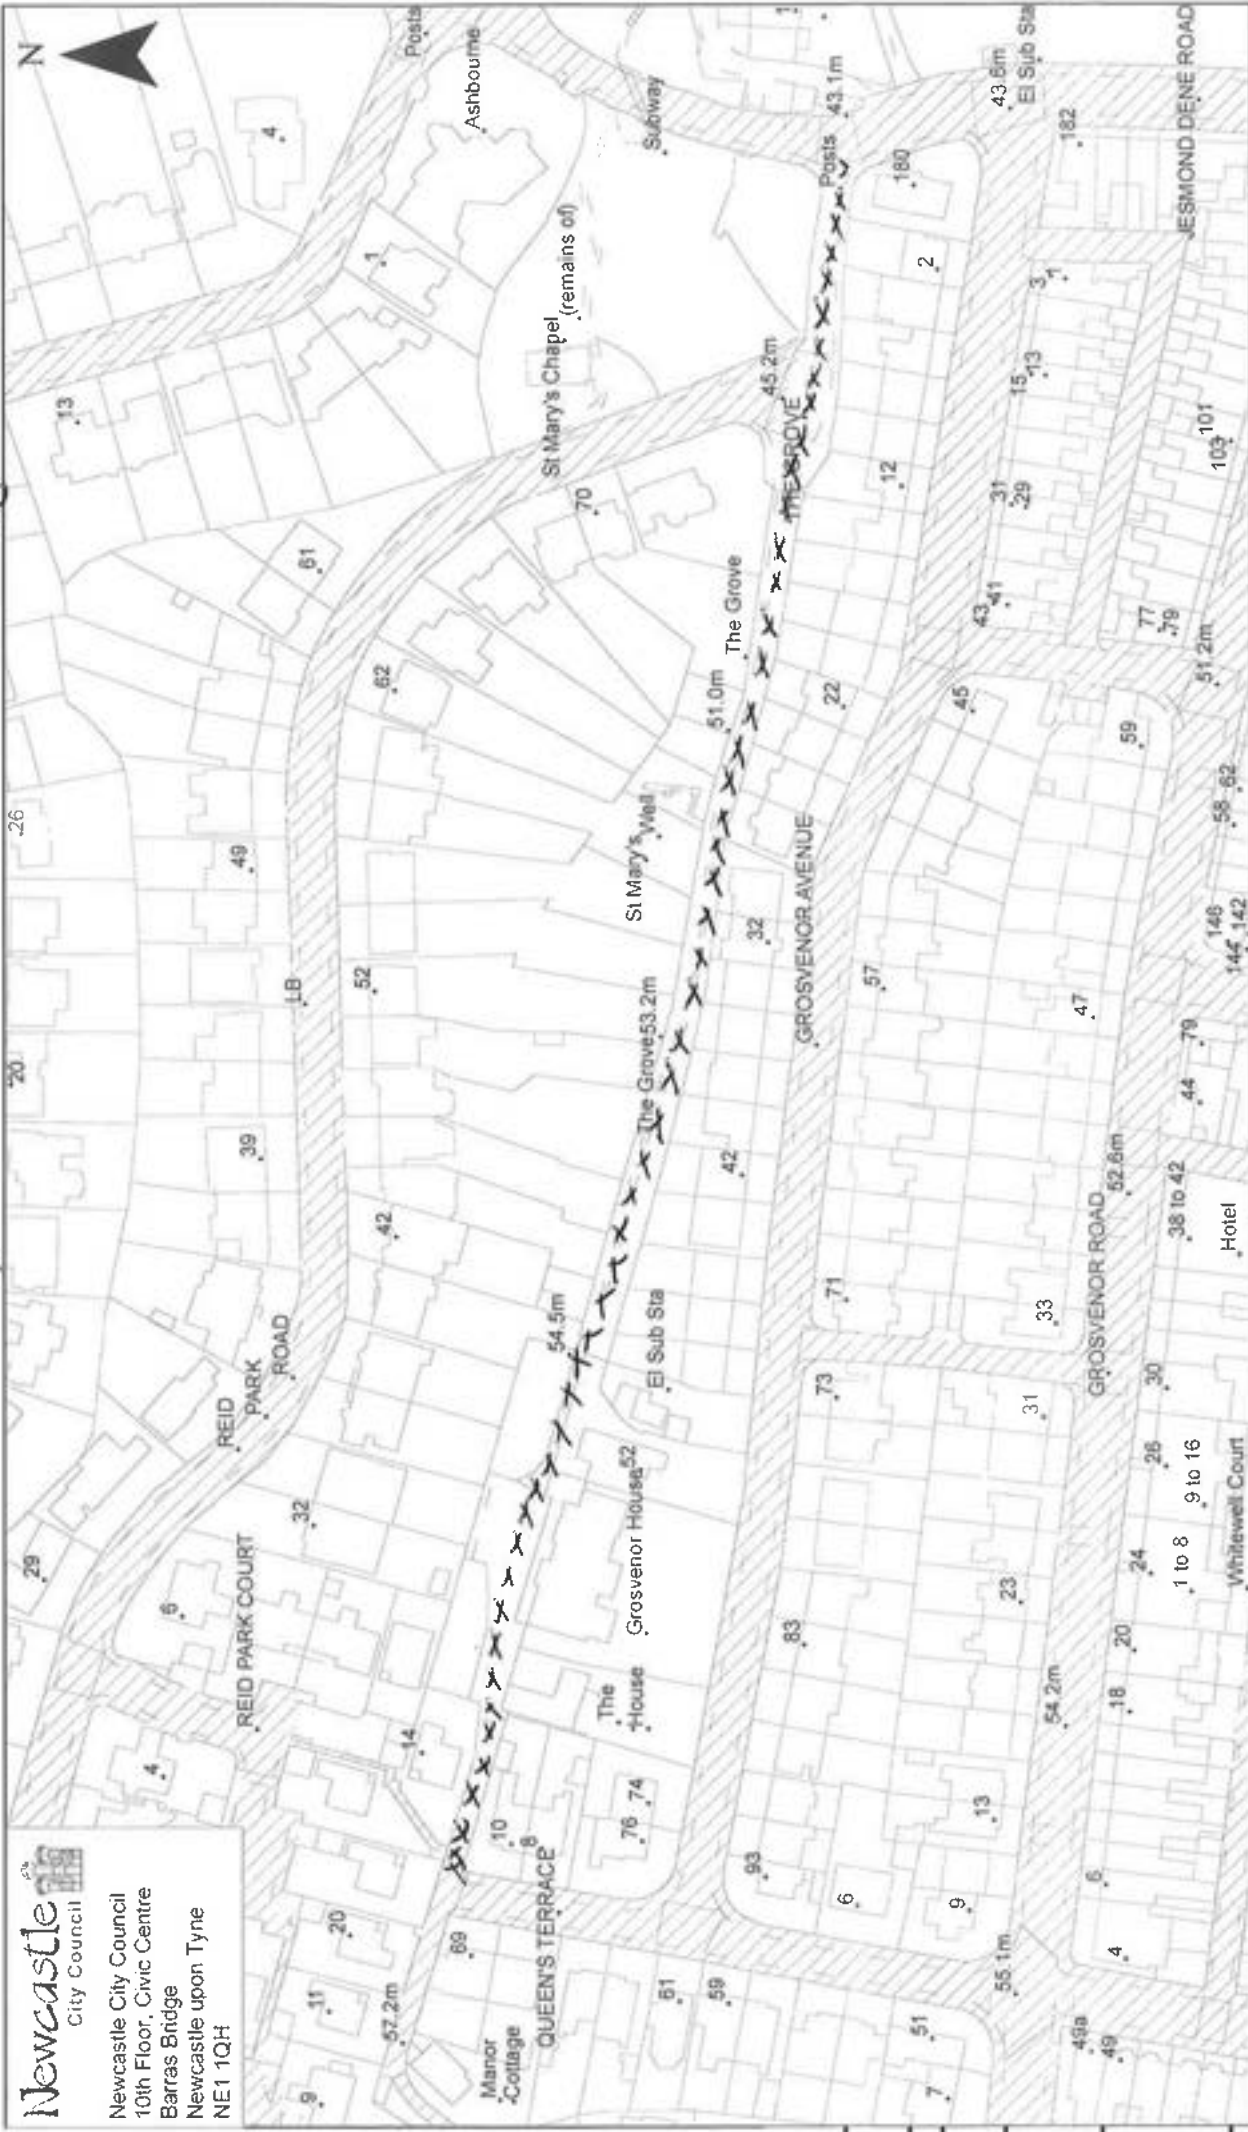 Newcastle
City Council
Newcastle City Council
10th Floor, Civic Centre
Barras Bridge
Newcastle upon Tyne
NE1 1QH
N
26
20
29
13
4
Posts
Ashbourne
1
61
49
LB
39
REID
PARK
ROAD
6
4
REID PARK COURT
32
42
52
62
70
St Mary's Chapel
(remains of)
Subway
43.1m
Posts
180
43.6m
El Sub Sta
182
JESMOND DENE ROAD
20
11
9
57.2m
14
54.5m
The Grove
53.2m
St Mary's
Well
51.0m
The Grove
THE GROVE
45.2m
2
12
22
32
42
El Sub Sta
52
Grosvenor House
The
House
10
8
74
76
QUEEN'S TERRACE
69
Manor
Cottage
61
59
51
7
49a
49
55.1m
93
83
73
71
57
GROSVENOR AVENUE
45
43
41
31
29
15
13
3
1
6
9
13
23
31
33
47
59
77
79
51.2m
103
101
54.2m
GROSVENOR ROAD
52.6m
4
6
18
20
24
26
30
1 to 8
9 to 16
Whitewell Court
38 to 42
Hotel
44
79
144
146
142
58
62